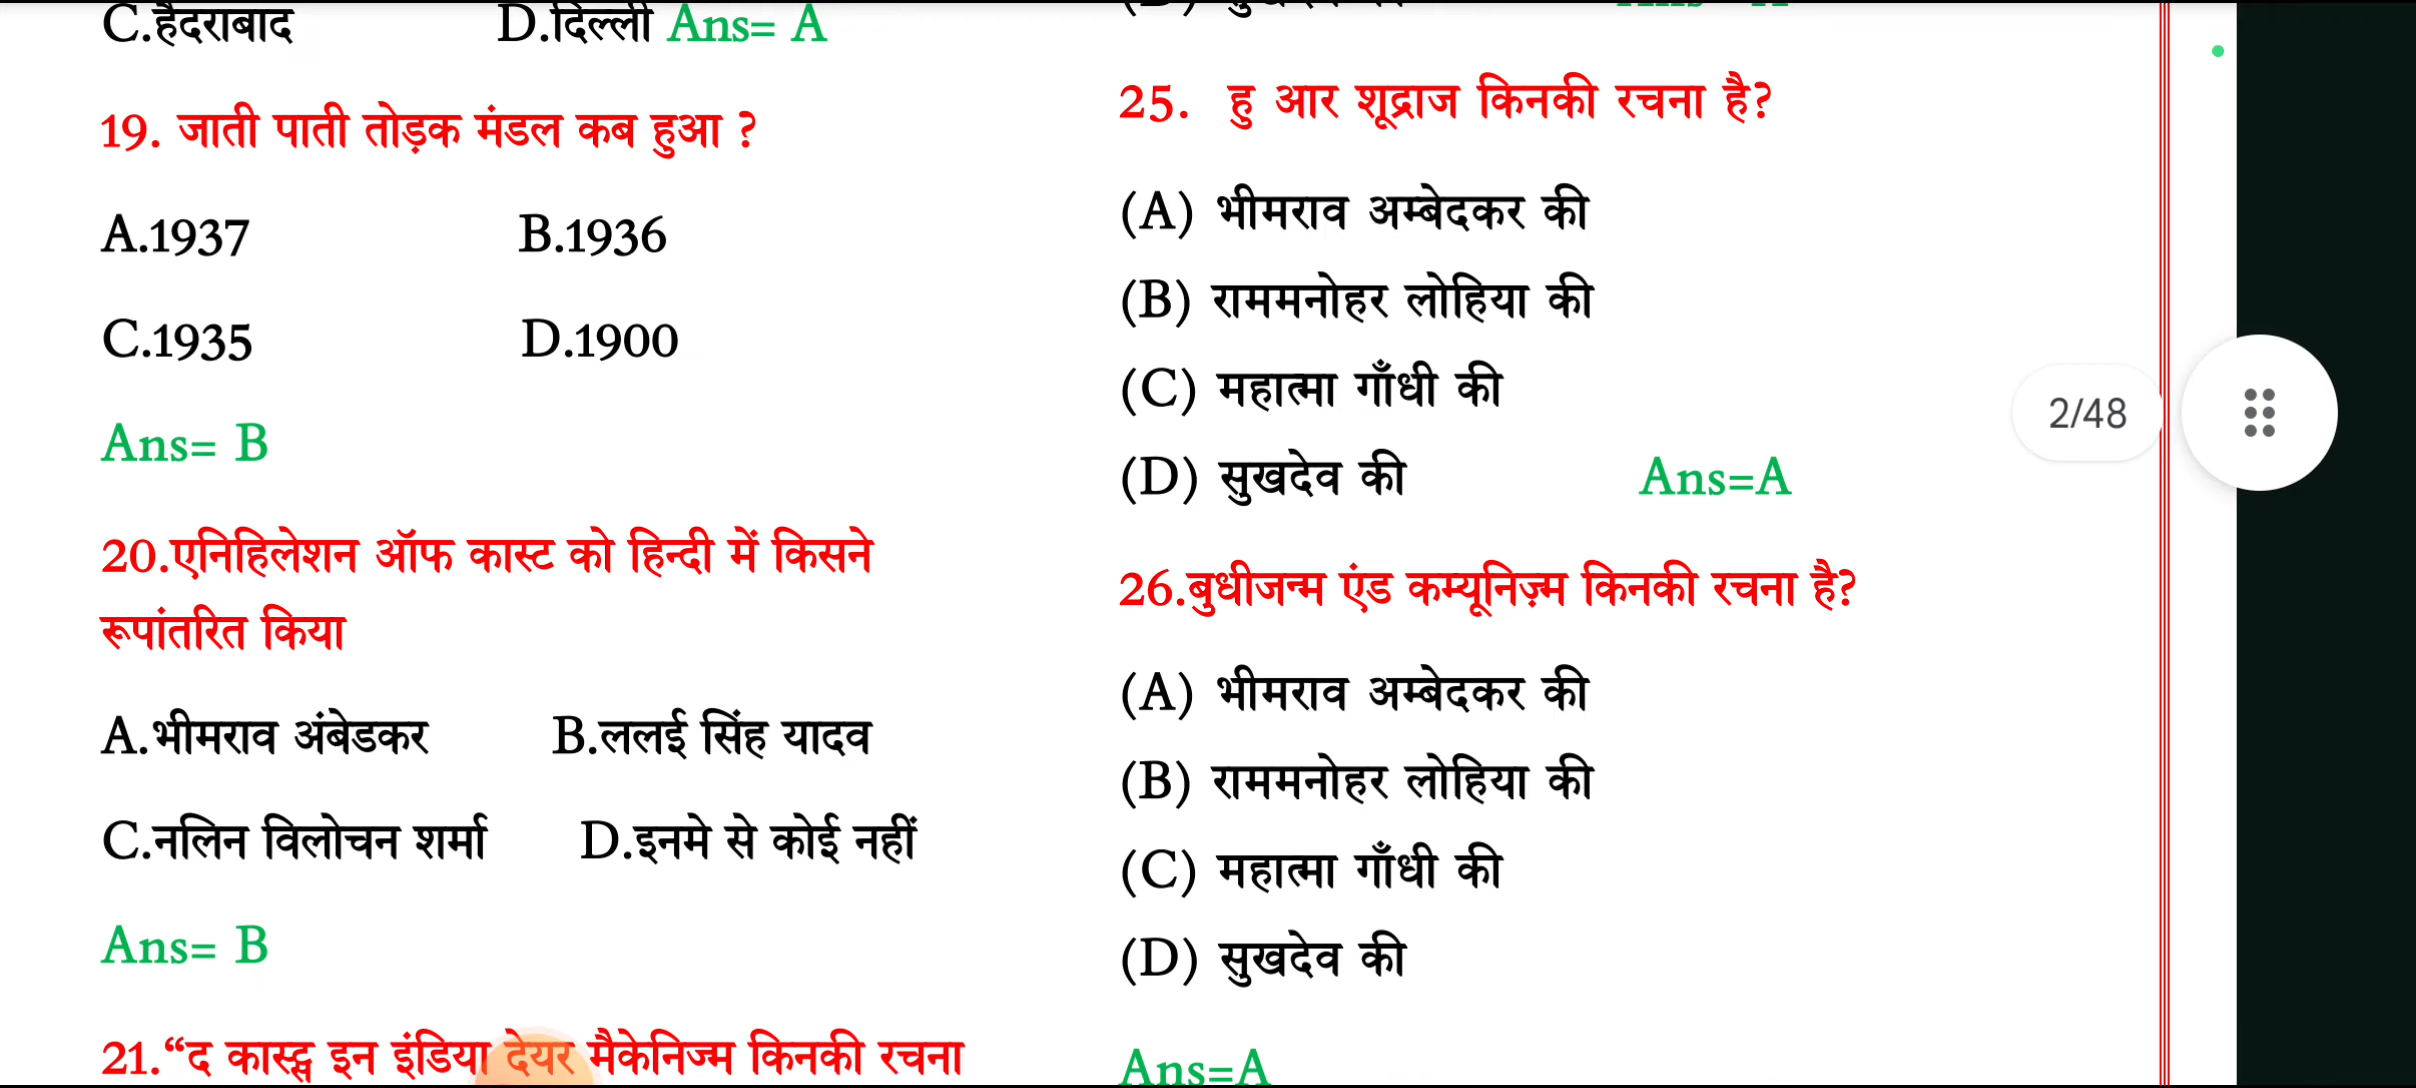 C.हैदराबाद D.दिल्ली Ans= A
19. जाती पाती तोड़क मंडल कब हुआ ?
A.1937 B.1936
C.1935 D.1900
Ans= B
20.एनिहिलेशन ऑफ कास्ट को हिन्दी में किसने
रूपांतरित किया
A.भीमराव अंबेडकर B.ललई सिंह यादव
C.नलिन विलोचन शर्मा D.इनमे से कोई नहीं
Ans= B
21.“द कास्ट्स इन इंडिया देयर मैकेनिज्म किनकी रचना
25. हु आर शूद्राज किनकी रचना है?
(A) भीमराव अम्बेदकर की
(B) राममनोहर लोहिया की
(C) महात्मा गाँधी की
(D) सुखदेव की Ans=A
26.बुधीजन्म एंड कम्यूनिज़्म किनकी रचना है?
(A) भीमराव अम्बेदकर की
(B) राममनोहर लोहिया की
(C) महात्मा गाँधी की
(D) सुखदेव की
Ans=A
2/48